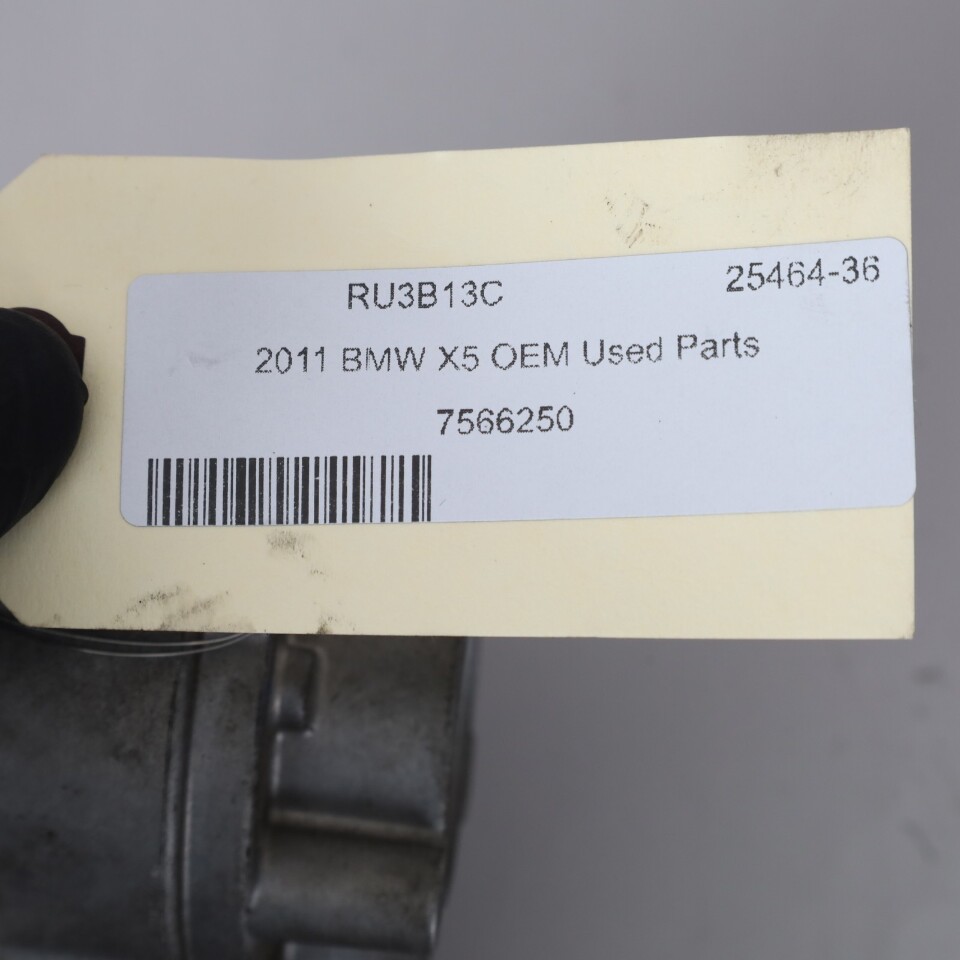 RU3B13C 25464-36
2011 BMW X5 OEM Used Parts
7566250